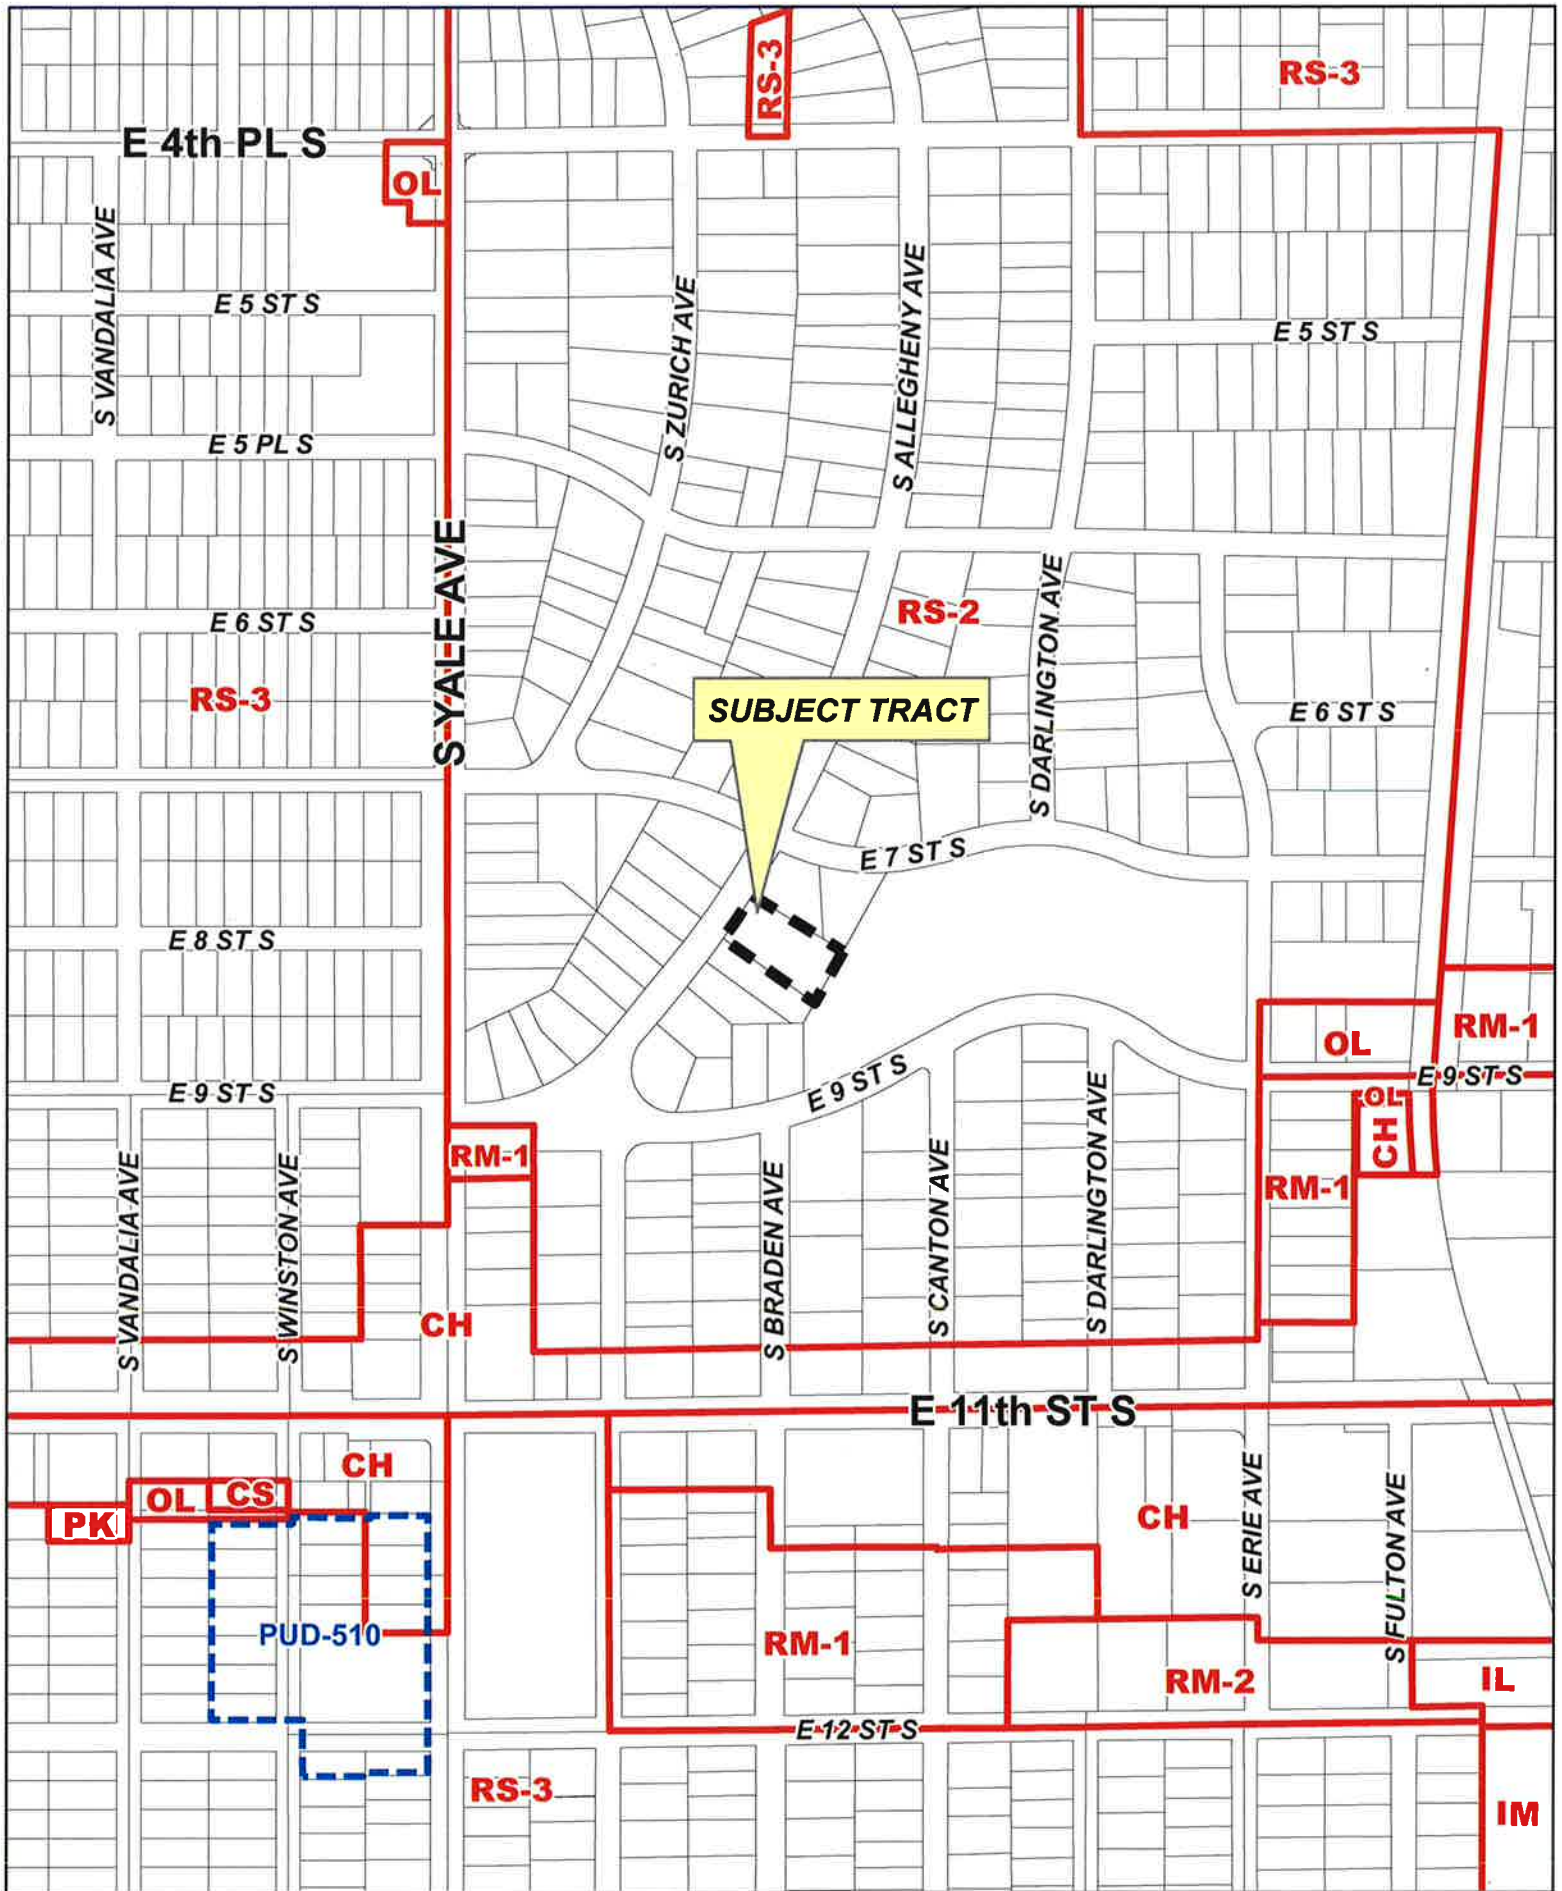 RS-3
RS-3
E 4th PL S
OL
S VANDALIA AVE
E 5 ST S
S ZURICH AVE
S ALLEGHENY AVE
E 5 ST S
E 5 PL S
S YALE AVE
E 6 ST S
RS-2
S DARLINGTON AVE
RS-3
SUBJECT TRACT
E 6 ST S
E 7 ST S
E 8 ST S
OL
RM-1
E 9 ST S
E 9 ST S
E 9 ST S
OL
CH
RM-1
RM-1
S VANDALIA AVE
S WINSTON AVE
S BRADEN AVE
S CANTON AVE
S DARLINGTON AVE
CH
E 11th ST S
CH
OL
CS
PK
CH
S ERIE AVE
S FULTON AVE
PUD-510
RM-1
RM-2
IL
E 12 ST S
RS-3
IM